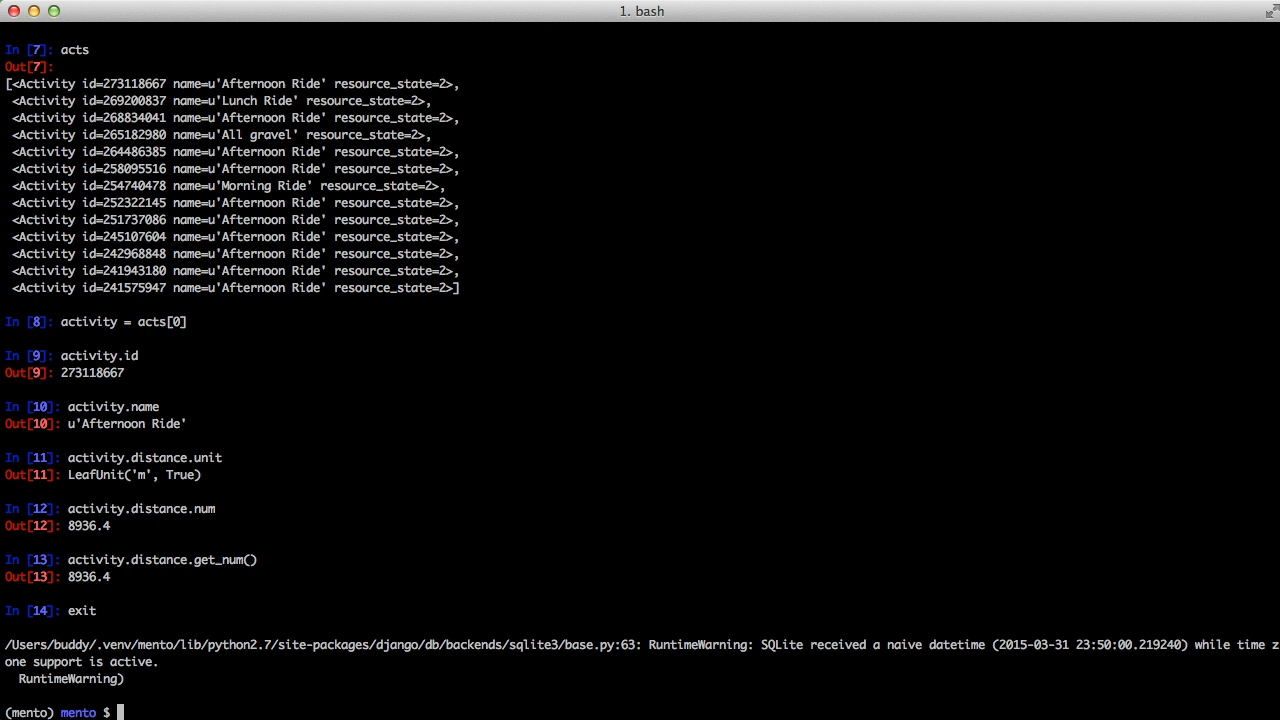 1. bash
In [7]: acts
Out[7]:
[<Activity id=273118667 name=u'Afternoon Ride' resource_state=2>,
 <Activity id=269200837 name=u'Lunch Ride' resource_state=2>,
 <Activity id=268834041 name=u'Afternoon Ride' resource_state=2>,
 <Activity id=265182980 name=u'All gravel' resource_state=2>,
 <Activity id=264486385 name=u'Afternoon Ride' resource_state=2>,
 <Activity id=258095516 name=u'Afternoon Ride' resource_state=2>,
 <Activity id=254740478 name=u'Morning Ride' resource_state=2>,
 <Activity id=252322145 name=u'Afternoon Ride' resource_state=2>,
 <Activity id=251737086 name=u'Afternoon Ride' resource_state=2>,
 <Activity id=245107604 name=u'Afternoon Ride' resource_state=2>,
 <Activity id=242968848 name=u'Afternoon Ride' resource_state=2>,
 <Activity id=241943180 name=u'Afternoon Ride' resource_state=2>,
 <Activity id=241575947 name=u'Afternoon Ride' resource_state=2>]
In [8]: activity = acts[0]
In [9]: activity.id
Out[9]: 273118667
In [10]: activity.name
Out[10]: u'Afternoon Ride'
In [11]: activity.distance.unit
Out[11]: LeafUnit('m', True)
In [12]: activity.distance.num
Out[12]: 8936.4
In [13]: activity.distance.get_num()
Out[13]: 8936.4
In [14]: exit
/Users/buddy/.venv/mento/lib/python2.7/site-packages/django/db/backends/sqlite3/base.py:63: RuntimeWarning: SQLite received a naive datetime (2015-03-31 23:50:00.219240) while time z
one support is active.
  RuntimeWarning)
(mento) mento $